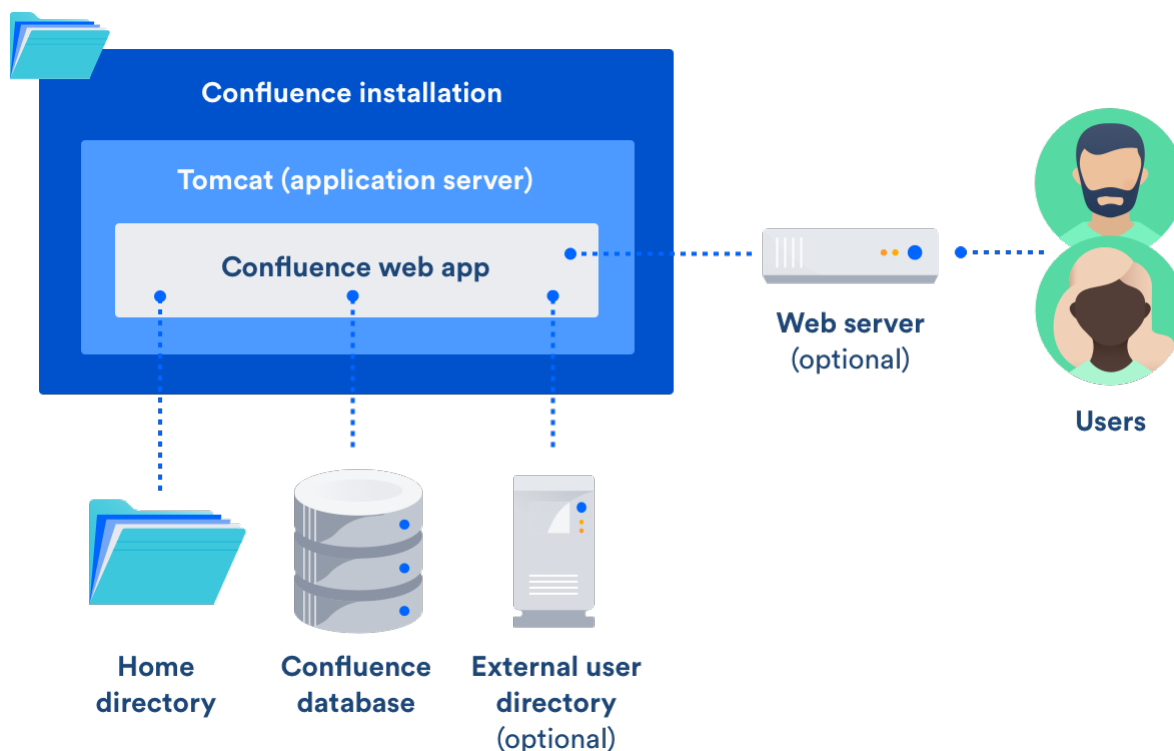 Confluence installation
Tomcat (application server)
Confluence web app
Web server
(optional)
Users
Home
directory
Confluence
database
External user
directory
(optional)